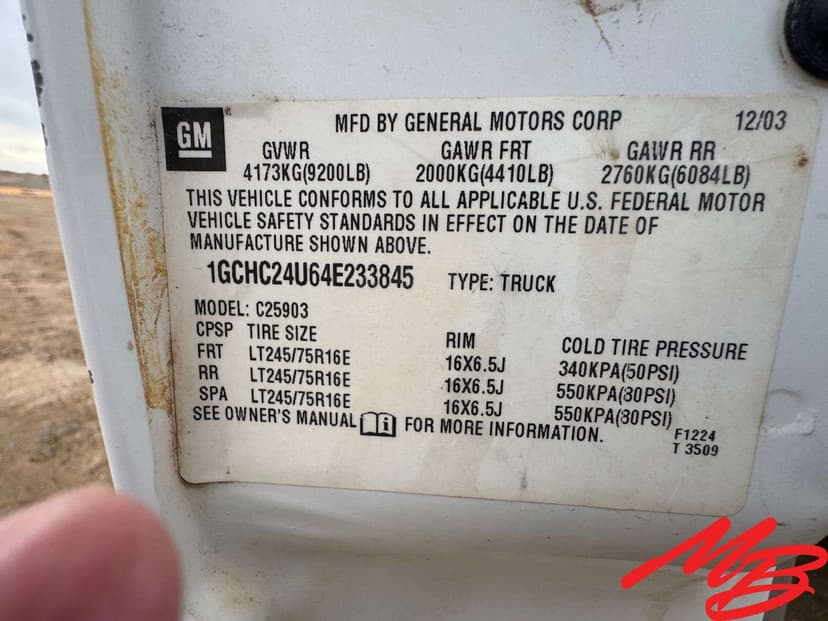 GM
MFD BY GENERAL MOTORS CORP 12/03
GVWR GAWR FRT GAWR RR
4173KG(9200LB) 2000KG(4410LB) 2760KG(6084LB)
THIS VEHICLE CONFORMS TO ALL APPLICABLE U.S. FEDERAL MOTOR
VEHICLE SAFETY STANDARDS IN EFFECT ON THE DATE OF
MANUFACTURE SHOWN ABOVE.
1GCHC24U64E233845 TYPE: TRUCK
MODEL: C25903
CPSP TIRE SIZE RIM COLD TIRE PRESSURE
FRT LT245/75R16E 16X6.5J 340KPA(50PSI)
RR LT245/75R16E 16X6.5J 550KPA(80PSI)
SPA LT245/75R16E 16X6.5J 550KPA(80PSI)
SEE OWNER'S MANUAL FOR MORE INFORMATION.
F1224
T 3509
MB